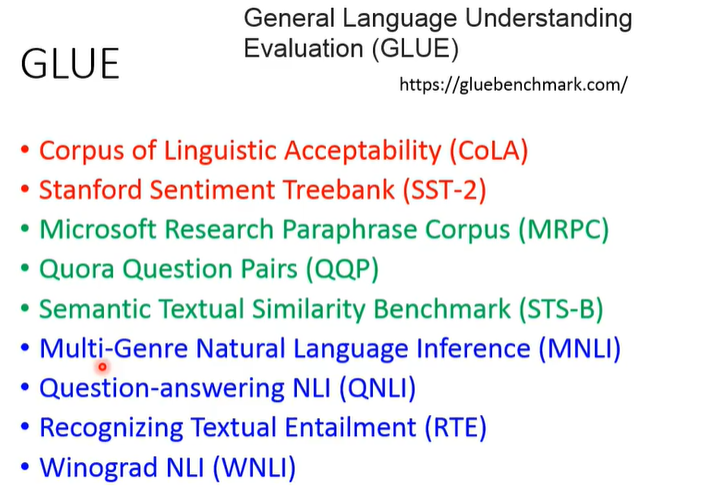 GLUE
General Language Understanding
Evaluation (GLUE)
https://gluebenchmark.com/
• Corpus of Linguistic Acceptability (CoLA)
• Stanford Sentiment Treebank (SST-2)
• Microsoft Research Paraphrase Corpus (MRPC)
• Quora Question Pairs (QQP)
• Semantic Textual Similarity Benchmark (STS-B)
• Multi-Genre Natural Language Inference (MNLI)
• Question-answering NLI (QNLI)
• Recognizing Textual Entailment (RTE)
• Winograd NLI (WNLI)